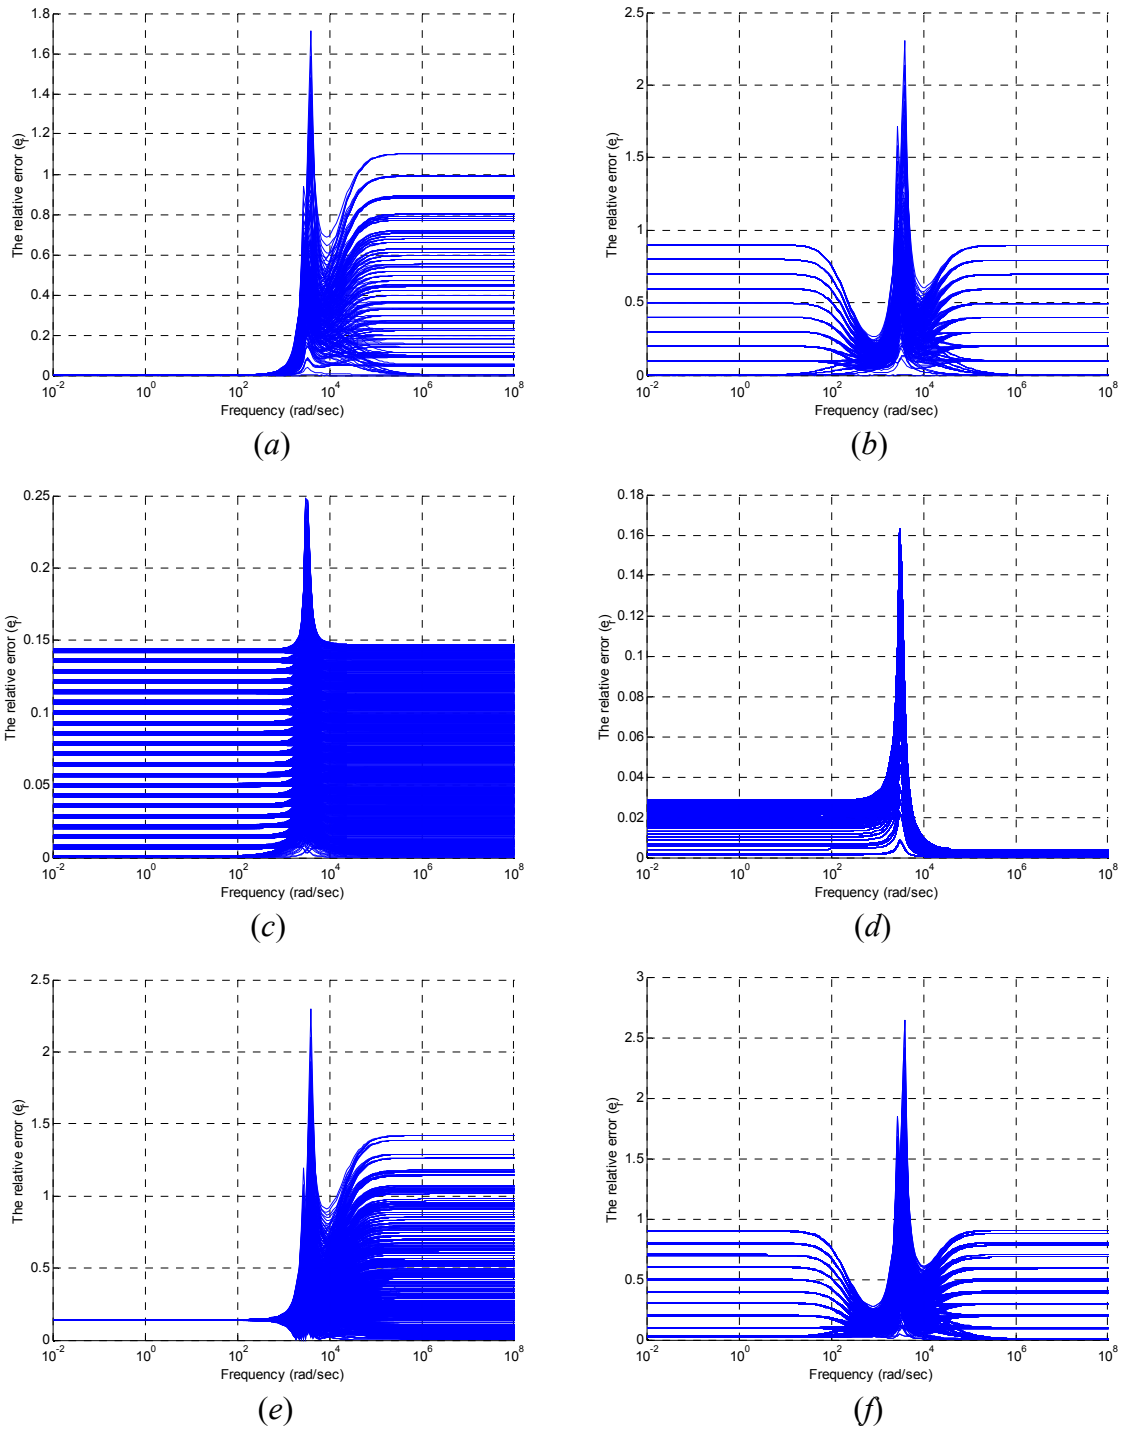 The relative error (e_f)
1.8
1.6
1.4
1.2
1
0.8
0.6
0.4
0.2
0
10^-2 10^0 10^2 10^4 10^6 10^8
Frequency (rad/sec)
(a)
The relative error (e_f)
2.5
2
1.5
1
0.5
0
10^-2 10^0 10^2 10^4 10^6 10^8
Frequency (rad/sec)
(b)
The relative error (e_f)
0.25
0.2
0.15
0.1
0.05
0
10^-2 10^0 10^2 10^4 10^6 10^8
Frequency (rad/sec)
(c)
The relative error (e_f)
0.18
0.16
0.14
0.12
0.1
0.08
0.06
0.04
0.02
0
10^-2 10^0 10^2 10^4 10^6 10^8
Frequency (rad/sec)
(d)
The relative error (e_f)
2.5
2
1.5
1
0.5
0
10^-2 10^0 10^2 10^4 10^6 10^8
Frequency (rad/sec)
(e)
The relative error (e_f)
3
2.5
2
1.5
1
0.5
0
10^-2 10^0 10^2 10^4 10^6 10^8
Frequency (rad/sec)
(f)